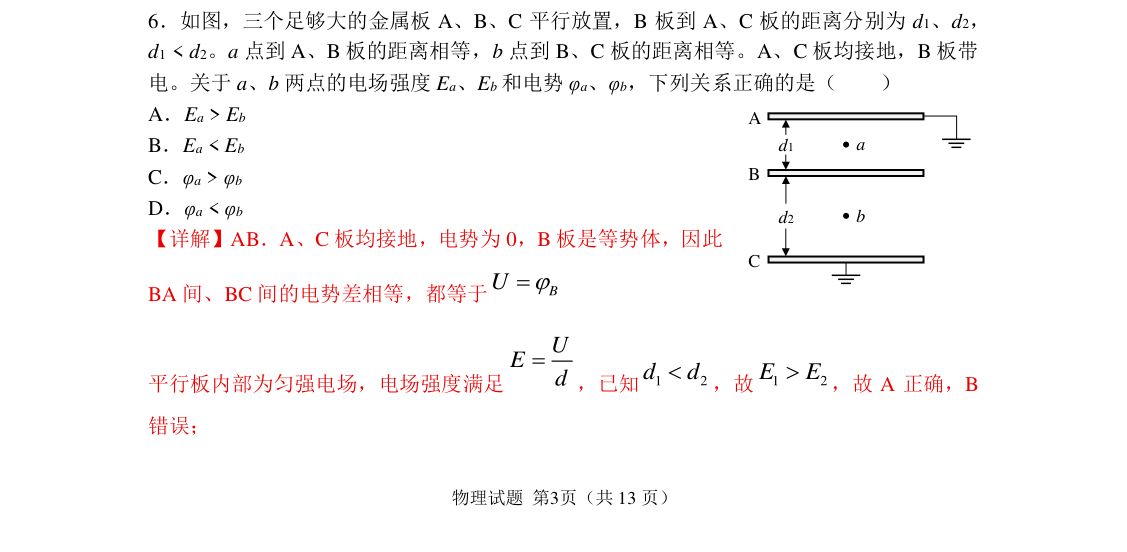 6．如图，三个足够大的金属板 A、B、C 平行放置，B 板到 A、C 板的距离分别为 d1、d2，
d1 < d2。a 点到 A、B 板的距离相等，b 点到 B、C 板的距离相等。A、C 板均接地，B 板带
电。关于 a、b 两点的电场强度 Ea、Eb 和电势 φa、φb，下列关系正确的是（　　）
A．Ea > Eb
B．Ea < Eb
C．φa > φb
D．φa < φb
A
d1
a
B
d2
b
C
【详解】AB．A、C 板均接地，电势为 0，B 板是等势体，因此
BA 间、BC 间的电势差相等，都等于 U = φB
平行板内部为匀强电场，电场强度满足 E = U/d ，已知 d1 < d2 ，故 E1 > E2 ，故 A 正确，B
错误；
物理试题 第3页（共 13 页）